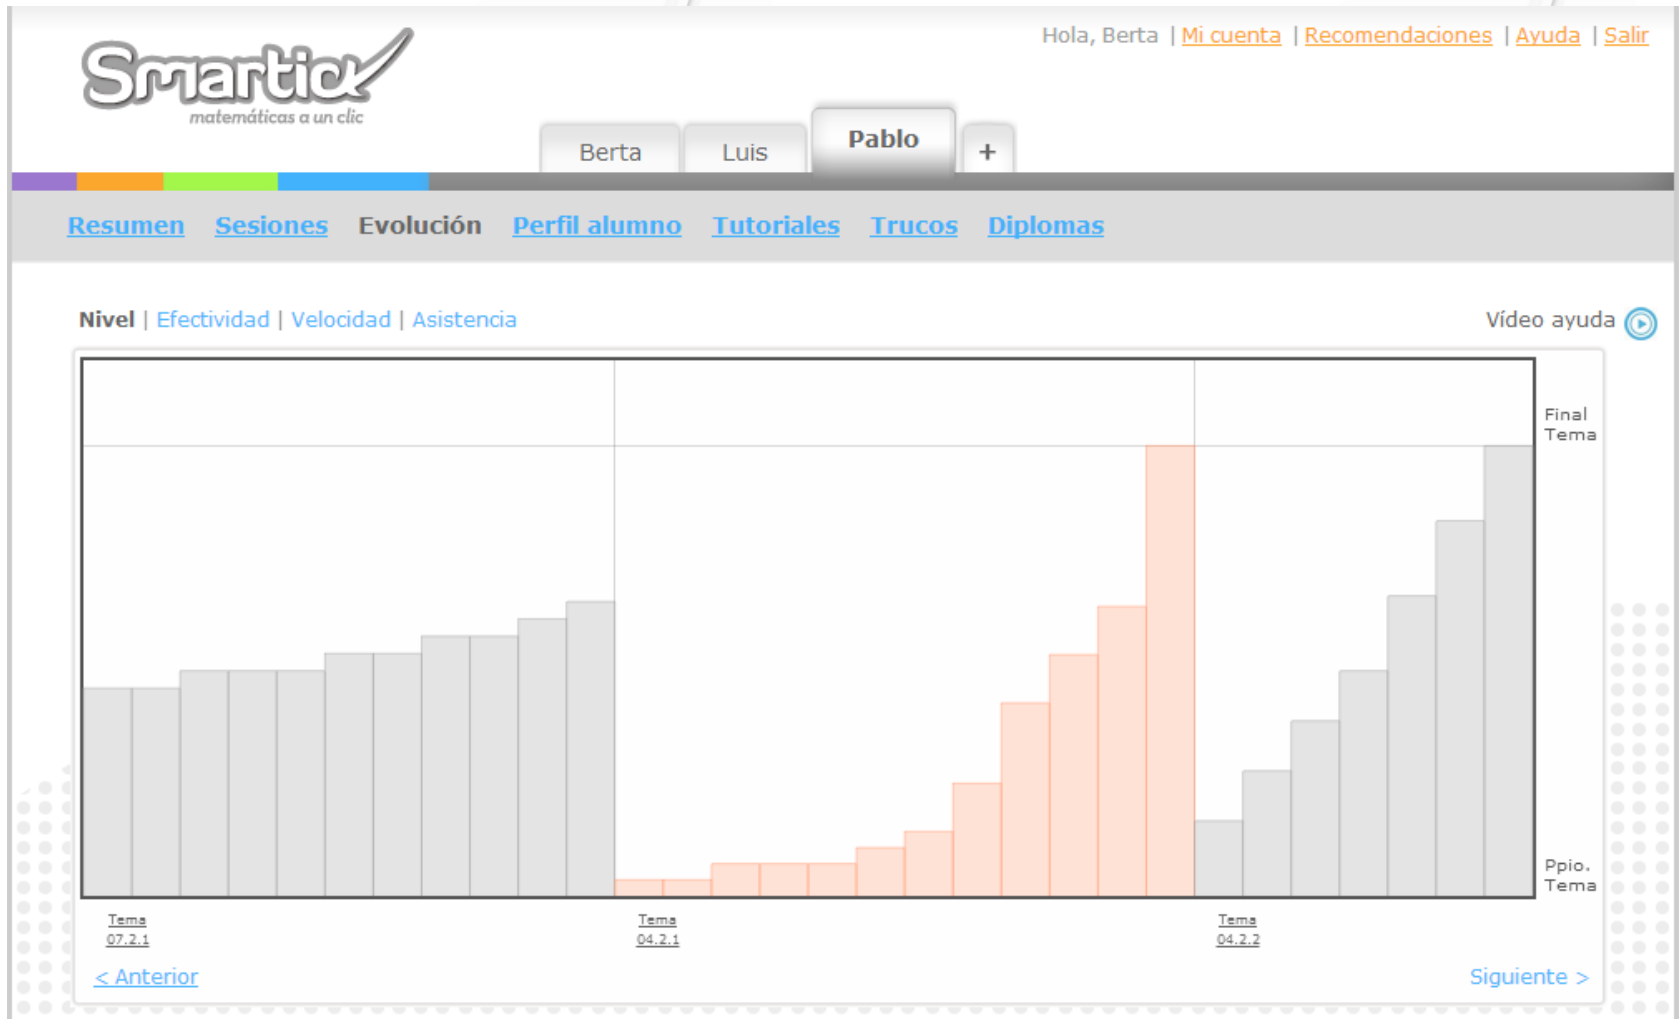 Hola, Berta | Mi cuenta | Recomendaciones | Ayuda | Salir
Smartick
matemáticas a un clic
Berta Luis Pablo +
Resumen Sesiones Evolución Perfil alumno Tutoriales Trucos Diplomas
Nivel | Efectividad | Velocidad | Asistencia Vídeo ayuda
Final
Tema
Ppio.
Tema
Tema Tema Tema
07.2.1 04.2.1 04.2.2
< Anterior Siguiente >